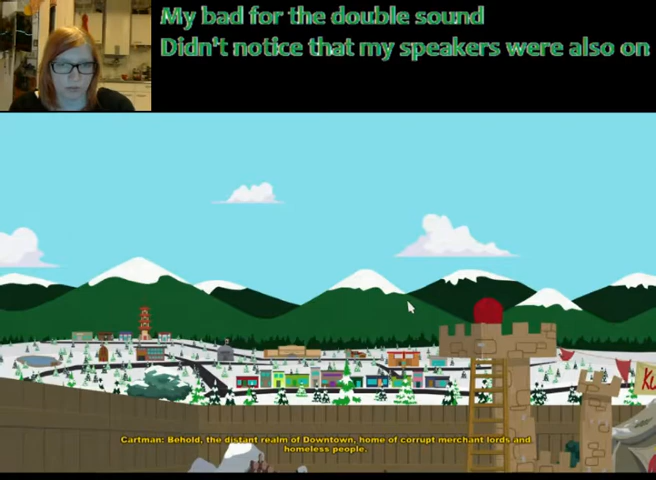 My bad for the double sound
Didn't notice that my speakers were also on
Cartman: Behold, the distant realm of Downtown, home of corrupt merchant lords and
homeless people.